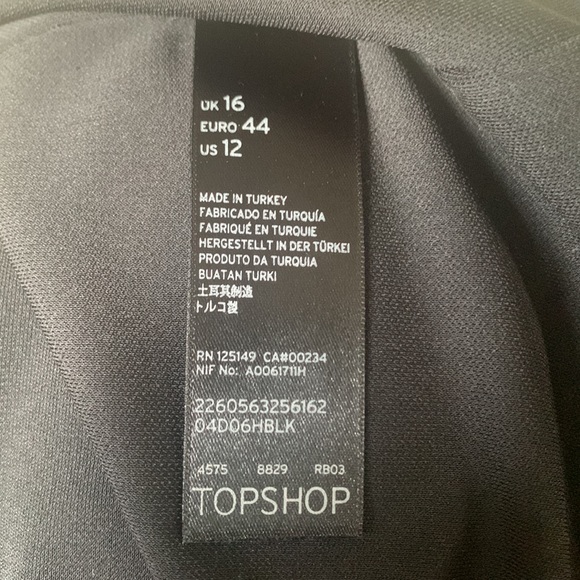 UK 16
EURO 44
US 12
MADE IN TURKEY
FABRICADO EN TURQUÍA
FABRIQUÉ EN TURQUIE
HERGESTELLT IN DER TÜRKEI
PRODUTO DA TURQUIA
BUATAN TURKI
土耳其制造
トルコ製
RN 125149 CA#00234
NIF No: A0061711H
2260563256162
04D06HBLK
4575 8829 RB03
TOPSHOP